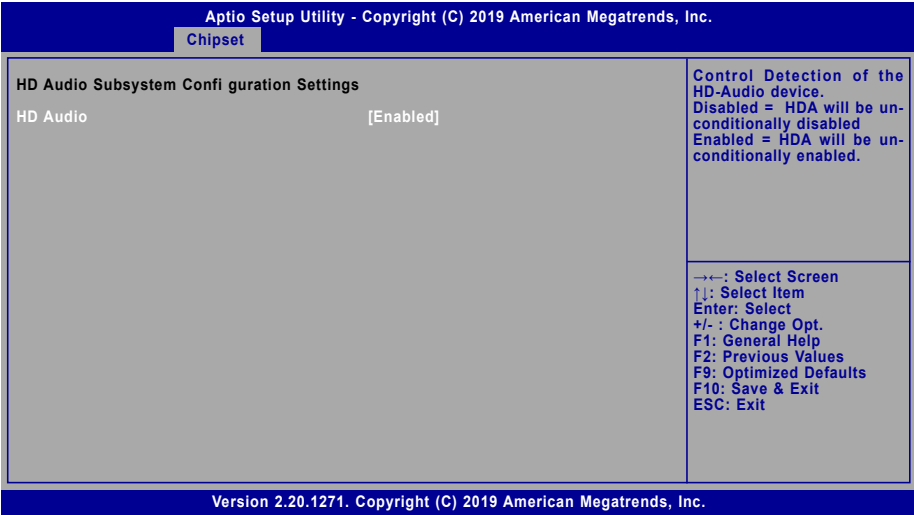 Aptio Setup Utility - Copyright (C) 2019 American Megatrends, Inc.
Chipset
HD Audio Subsystem Confi guration Settings
HD Audio [Enabled]
Control Detection of the
HD-Audio device.
Disabled = HDA will be un-
conditionally disabled
Enabled = HDA will be un-
conditionally enabled.
→←: Select Screen
↑↓: Select Item
Enter: Select
+/- : Change Opt.
F1: General Help
F2: Previous Values
F9: Optimized Defaults
F10: Save & Exit
ESC: Exit
Version 2.20.1271. Copyright (C) 2019 American Megatrends, Inc.